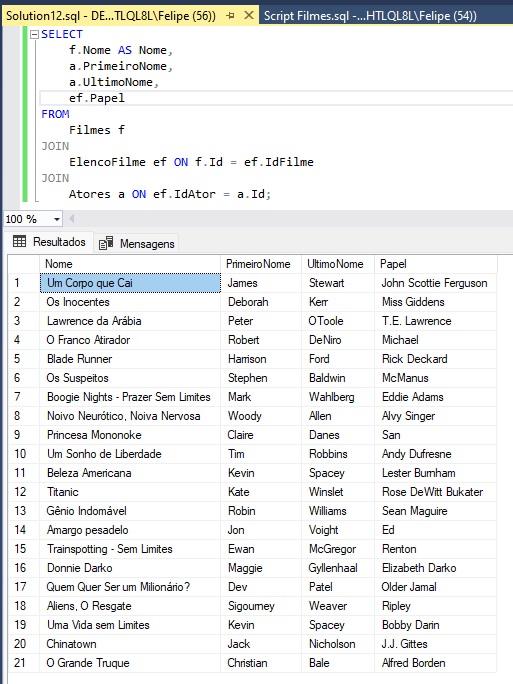 Solution12.sql - DE...TLQL8L\Felipe (56)) Script Filmes.sql -...HTLQL8L\Felipe (54))
SELECT
f.Nome AS Nome,
a.PrimeiroNome,
a.UltimoNome,
ef.Papel
FROM
Filmes f
JOIN
ElencoFilme ef ON f.Id = ef.IdFilme
JOIN
Atores a ON ef.IdAtor = a.Id;
100 %
Resultados Mensagens
Nome PrimeiroNome UltimoNome Papel
1 Um Corpo que Cai James Stewart John Scottie Ferguson
2 Os Inocentes Deborah Kerr Miss Giddens
3 Lawrence da Arábia Peter OToole T.E. Lawrence
4 O Franco Atirador Robert DeNiro Michael
5 Blade Runner Harrison Ford Rick Deckard
6 Os Suspeitos Stephen Baldwin McManus
7 Boogie Nights - Prazer Sem Limites Mark Wahlberg Eddie Adams
8 Noivo Neurótico, Noiva Nervosa Woody Allen Alvy Singer
9 Princesa Mononoke Claire Danes San
10 Um Sonho de Liberdade Tim Robbins Andy Dufresne
11 Beleza Americana Kevin Spacey Lester Burnham
12 Titanic Kate Winslet Rose DeWitt Bukater
13 Gênio Indomável Robin Williams Sean Maguire
14 Amargo pesadelo Jon Voight Ed
15 Trainspotting - Sem Limites Ewan McGregor Renton
16 Donnie Darko Maggie Gyllenhaal Elizabeth Darko
17 Quem Quer Ser um Milionário? Dev Patel Older Jamal
18 Aliens, O Resgate Sigourney Weaver Ripley
19 Uma Vida sem Limites Kevin Spacey Bobby Darin
20 Chinatown Jack Nicholson J.J. Gittes
21 O Grande Truque Christian Bale Alfred Borden